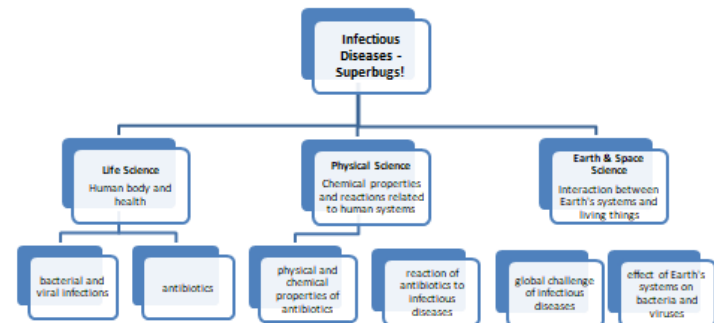 Infectious
Diseases -
Superbugs!
Life Science
Human body and
health
Physical Science
Chemical properties
and reactions related
to human systems
Earth & Space
Science
Interaction between
Earth's systems and
living things
bacterial and
viral infections
antibiotics
physical and
chemical
properties of
antibiotics
reaction of
antibiotics to
infectious
diseases
global challenge
of infectious
diseases
effect of Earth's
systems on
bacteria and
viruses